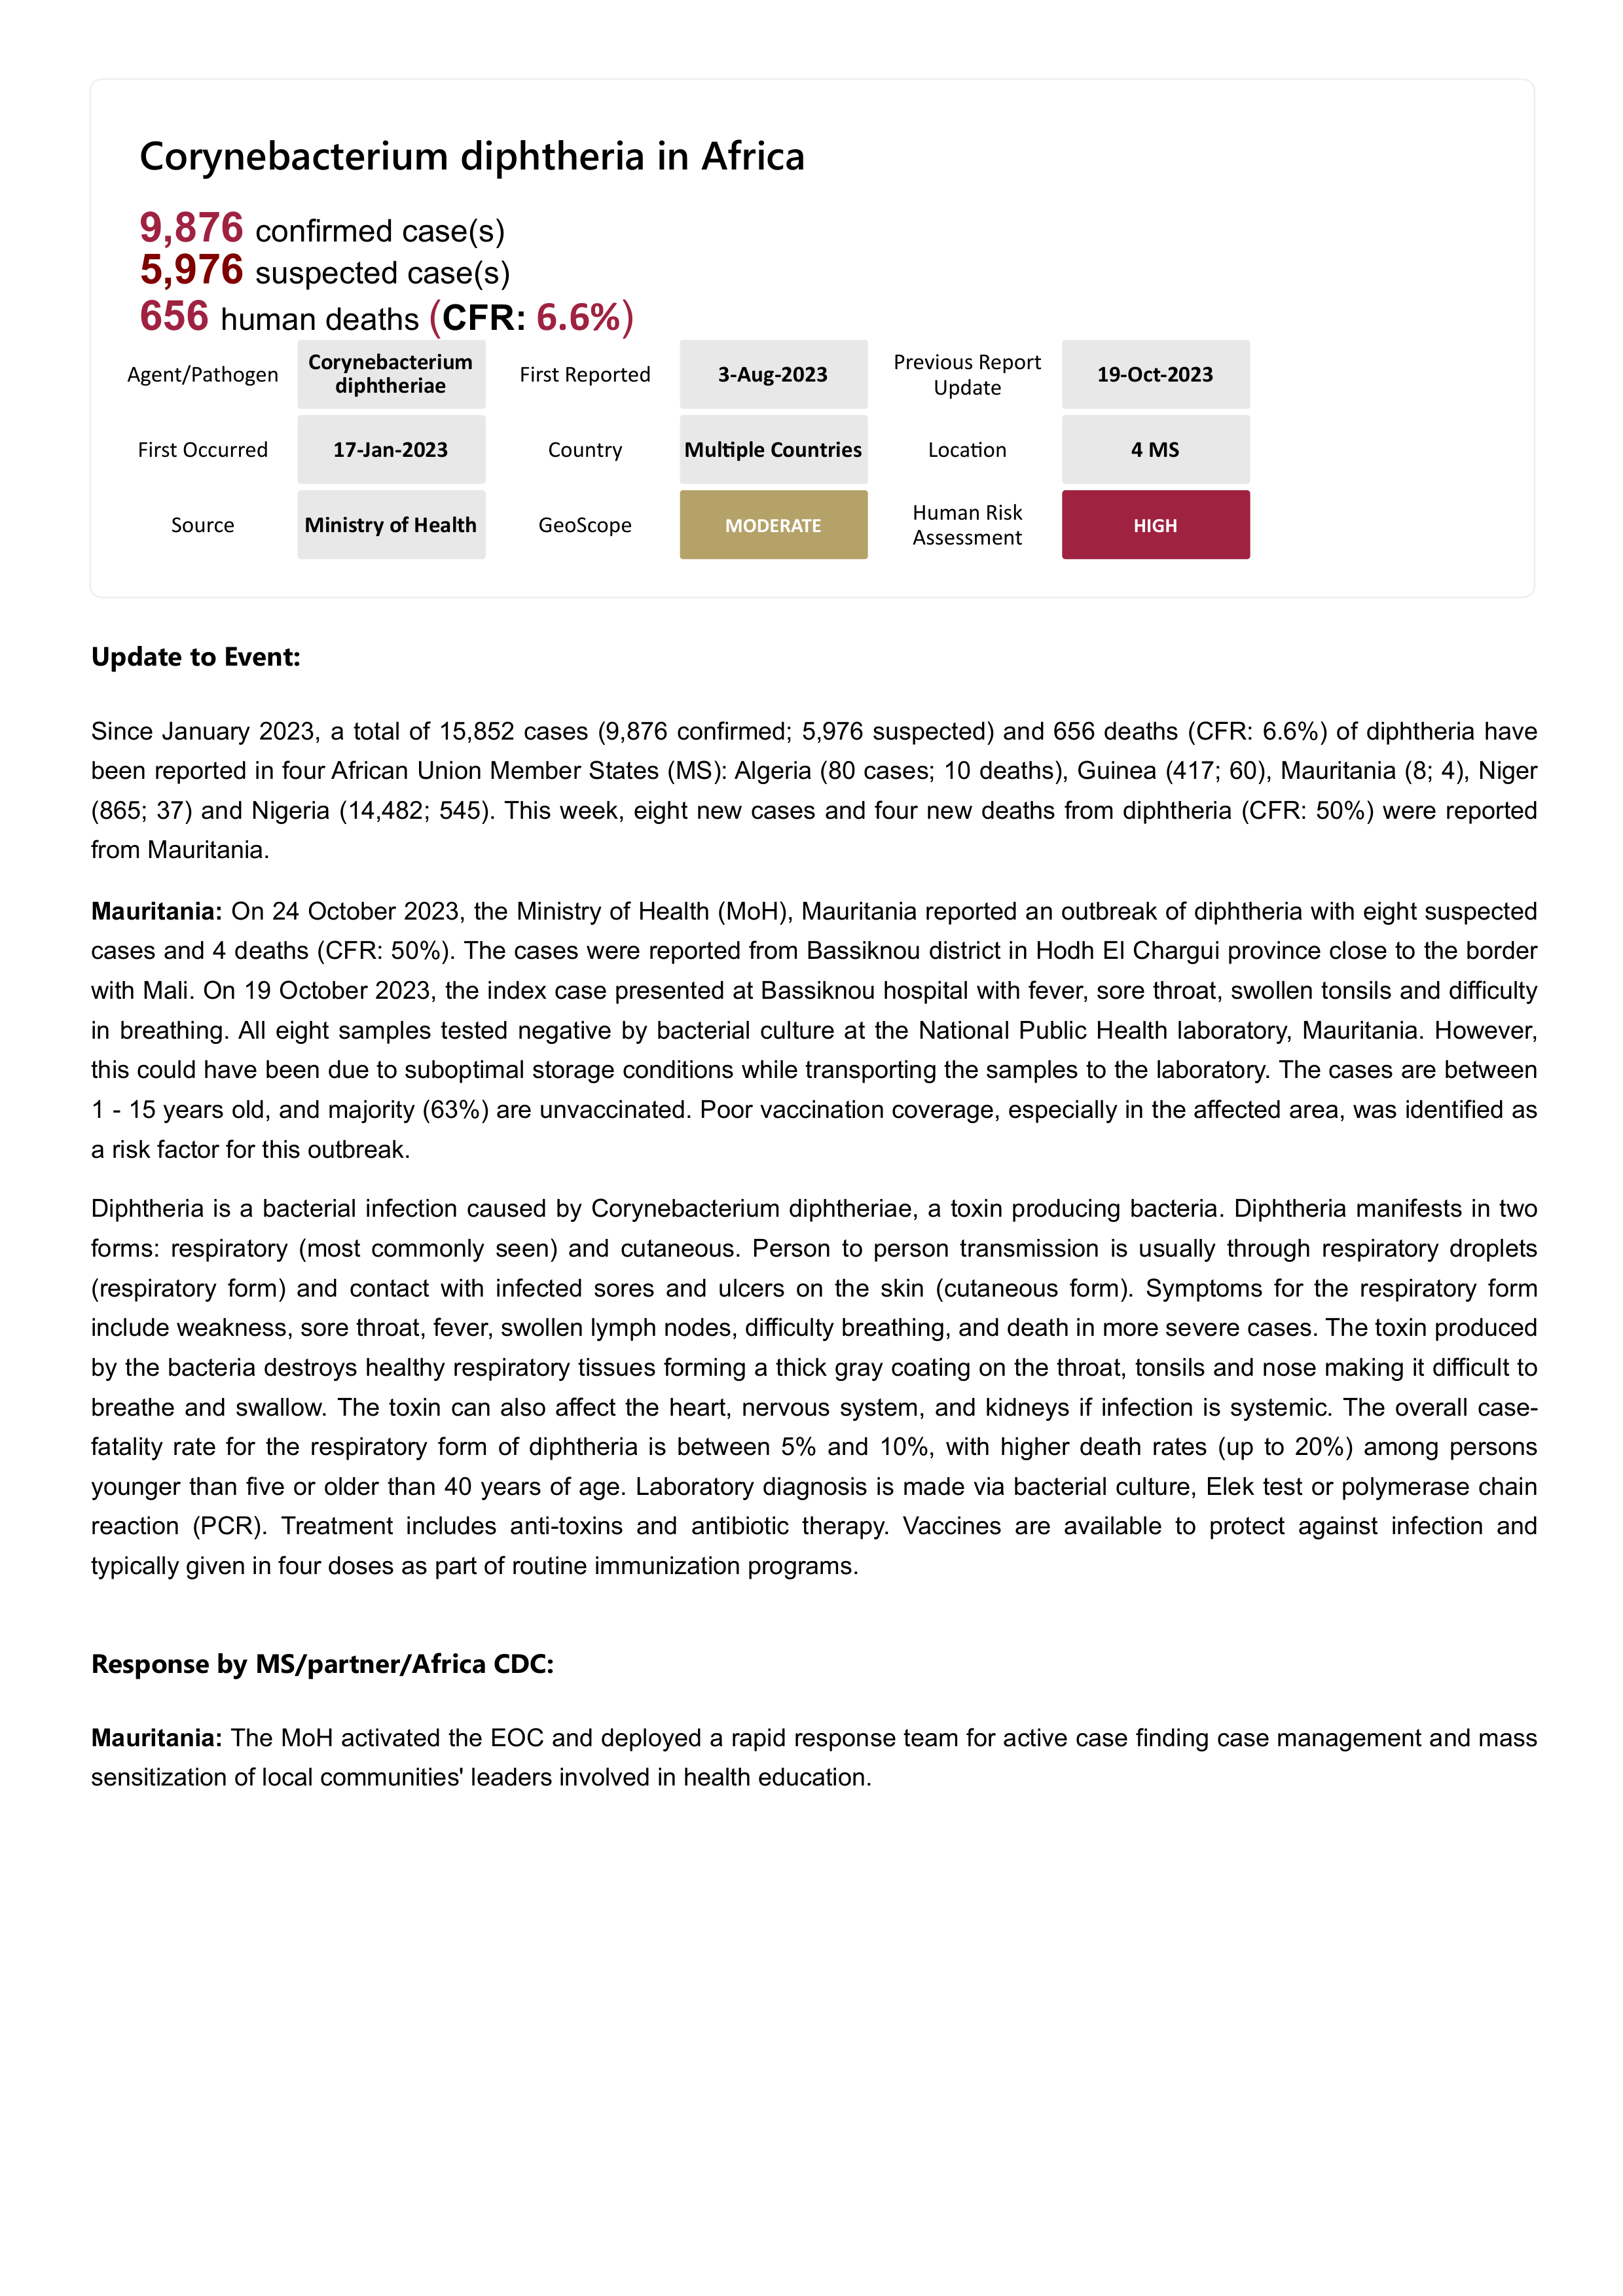 Corynebacterium diphtheria in Africa
9,876 confirmed case(s)
5,976 suspected case(s)
656 human deaths (CFR: 6.6%)
Agent/Pathogen
Corynebacterium
diphtheriae
First Reported
3-Aug-2023
Previous Report
Update
19-Oct-2023
First Occurred
17-Jan-2023
Country
Multiple Countries
Location
4 MS
Source
Ministry of Health
GeoScope
MODERATE
Human Risk
Assessment
HIGH
Update to Event:
Since January 2023, a total of 15,852 cases (9,876 confirmed; 5,976 suspected) and 656 deaths (CFR: 6.6%) of diphtheria have
been reported in four African Union Member States (MS): Algeria (80 cases; 10 deaths), Guinea (417; 60), Mauritania (8; 4), Niger
(865; 37) and Nigeria (14,482; 545). This week, eight new cases and four new deaths from diphtheria (CFR: 50%) were reported
from Mauritania.
Mauritania: On 24 October 2023, the Ministry of Health (MoH), Mauritania reported an outbreak of diphtheria with eight suspected
cases and 4 deaths (CFR: 50%). The cases were reported from Bassiknou district in Hodh El Chargui province close to the border
with Mali. On 19 October 2023, the index case presented at Bassiknou hospital with fever, sore throat, swollen tonsils and difficulty
in breathing. All eight samples tested negative by bacterial culture at the National Public Health laboratory, Mauritania. However,
this could have been due to suboptimal storage conditions while transporting the samples to the laboratory. The cases are between
1 - 15 years old, and majority (63%) are unvaccinated. Poor vaccination coverage, especially in the affected area, was identified as
a risk factor for this outbreak.
Diphtheria is a bacterial infection caused by Corynebacterium diphtheriae, a toxin producing bacteria. Diphtheria manifests in two
forms: respiratory (most commonly seen) and cutaneous. Person to person transmission is usually through respiratory droplets
(respiratory form) and contact with infected sores and ulcers on the skin (cutaneous form). Symptoms for the respiratory form
include weakness, sore throat, fever, swollen lymph nodes, difficulty breathing, and death in more severe cases. The toxin produced
by the bacteria destroys healthy respiratory tissues forming a thick gray coating on the throat, tonsils and nose making it difficult to
breathe and swallow. The toxin can also affect the heart, nervous system, and kidneys if infection is systemic. The overall case-
fatality rate for the respiratory form of diphtheria is between 5% and 10%, with higher death rates (up to 20%) among persons
younger than five or older than 40 years of age. Laboratory diagnosis is made via bacterial culture, Elek test or polymerase chain
reaction (PCR). Treatment includes anti-toxins and antibiotic therapy. Vaccines are available to protect against infection and
typically given in four doses as part of routine immunization programs.
Response by MS/partner/Africa CDC:
Mauritania: The MoH activated the EOC and deployed a rapid response team for active case finding case management and mass
sensitization of local communities' leaders involved in health education.